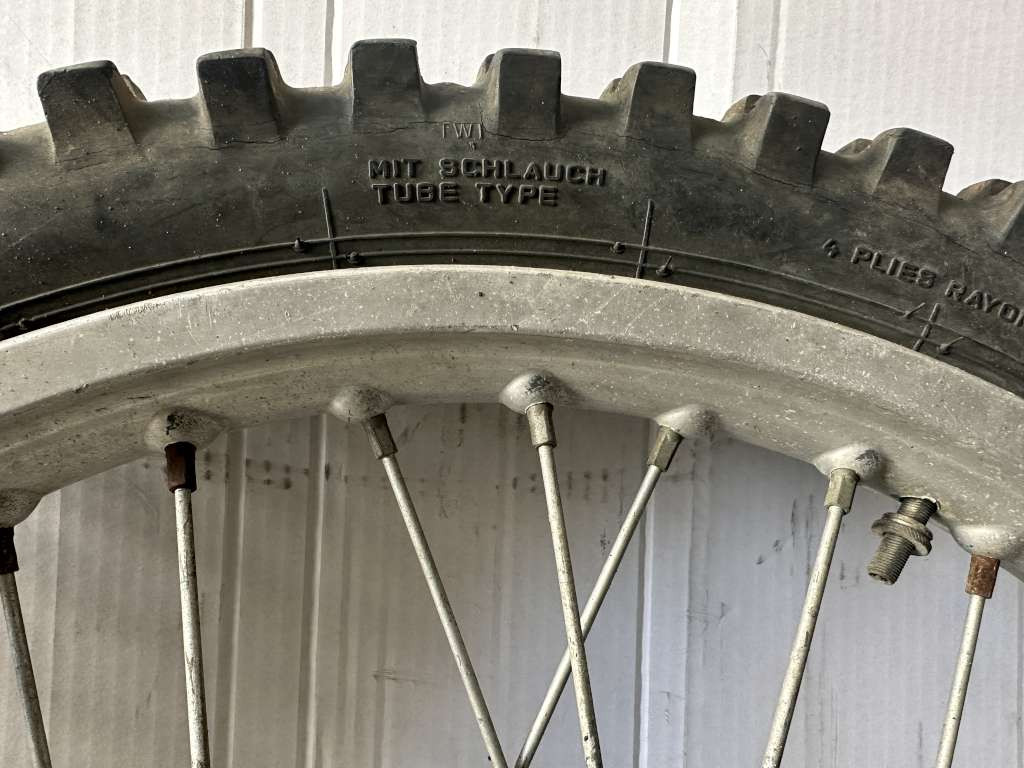 TWI
MIT SCHLAUCH
TUBE TYPE
4 PLIES RAYON